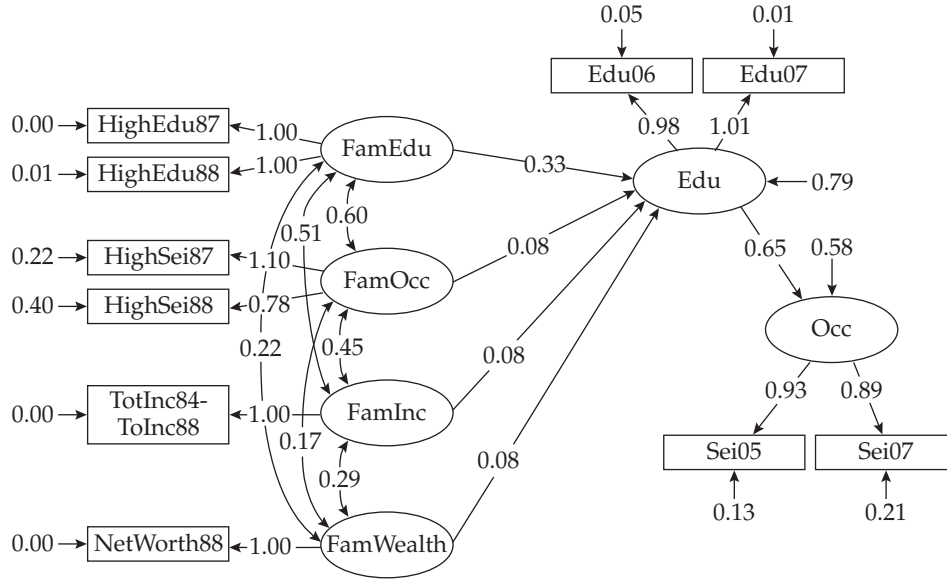 0.05
0.01
Edu06
Edu07
0.00
HighEdu87
1.00
0.98
1.01
FamEdu
0.01
HighEdu88
1.00
0.33
Edu
0.79
0.60
0.51
0.22
HighSei87
1.10
0.08
0.65
0.58
FamOcc
0.40
HighSei88
0.78
Occ
0.22
0.45
0.08
0.93
0.89
0.00
TotInc84-
ToInc88
1.00
FamInc
0.17
0.08
Sei05
Sei07
0.29
0.13
0.21
0.00
NetWorth88
1.00
FamWealth